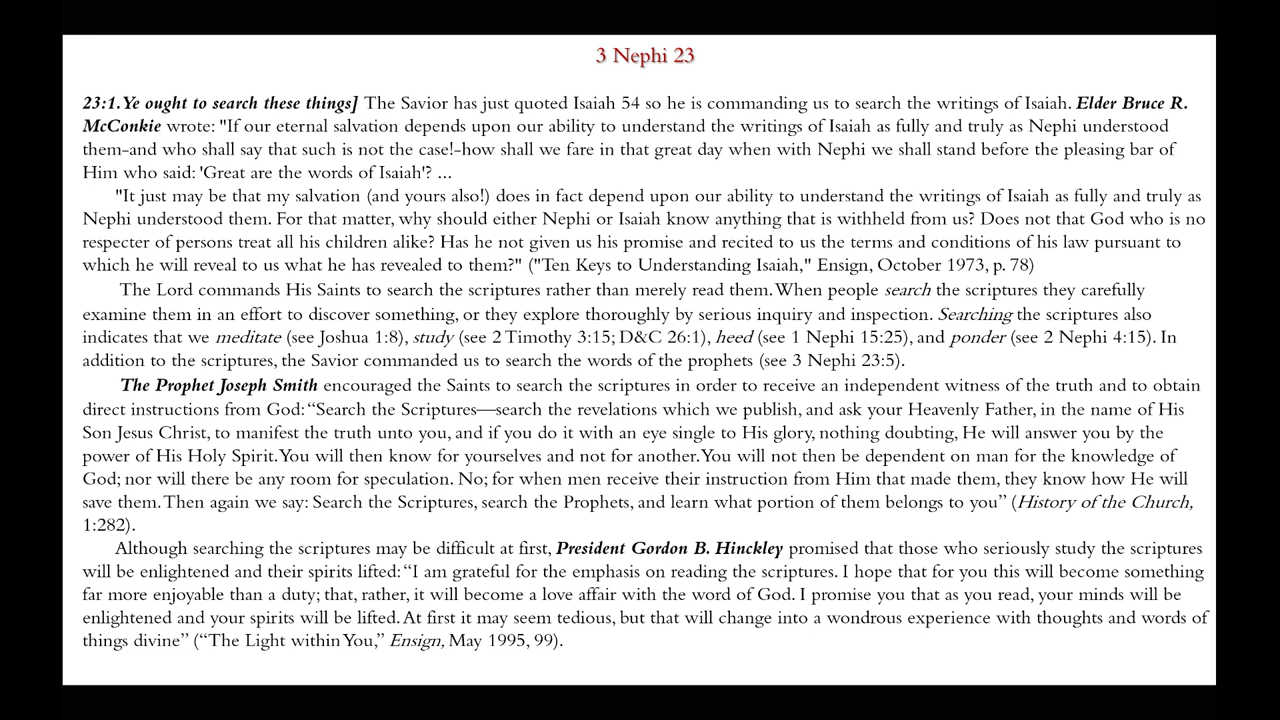 3 Nephi 23
23:1. Ye ought to search these things] The Savior has just quoted Isaiah 54 so he is commanding us to search the writings of Isaiah. Elder Bruce R.
McConkie wrote: "If our eternal salvation depends upon our ability to understand the writings of Isaiah as fully and truly as Nephi understood
them-and who shall say that such is not the case!-how shall we fare in that great day when with Nephi we shall stand before the pleasing bar of
Him who said: 'Great are the words of Isaiah'? ...
"It just may be that my salvation (and yours also!) does in fact depend upon our ability to understand the writings of Isaiah as fully and truly as
Nephi understood them. For that matter, why should either Nephi or Isaiah know anything that is withheld from us? Does not that God who is no
respecter of persons treat all his children alike? Has he not given us his promise and recited to us the terms and conditions of his law pursuant to
which he will reveal to us what he has revealed to them?" ("Ten Keys to Understanding Isaiah," Ensign, October 1973, p. 78)
The Lord commands His Saints to search the scriptures rather than merely read them. When people search the scriptures they carefully
examine them in an effort to discover something, or they explore thoroughly by serious inquiry and inspection. Searching the scriptures also
indicates that we meditate (see Joshua 1:8), study (see 2 Timothy 3:15; D&C 26:1), heed (see 1 Nephi 15:25), and ponder (see 2 Nephi 4:15). In
addition to the scriptures, the Savior commanded us to search the words of the prophets (see 3 Nephi 23:5).
The Prophet Joseph Smith encouraged the Saints to search the scriptures in order to receive an independent witness of the truth and to obtain
direct instructions from God: “Search the Scriptures—search the revelations which we publish, and ask your Heavenly Father, in the name of His
Son Jesus Christ, to manifest the truth unto you, and if you do it with an eye single to His glory, nothing doubting, He will answer you by the
power of His Holy Spirit. You will then know for yourselves and not for another. You will not then be dependent on man for the knowledge of
God; nor will there be any room for speculation. No; for when men receive their instruction from Him that made them, they know how He will
save them. Then again we say: Search the Scriptures, search the Prophets, and learn what portion of them belongs to you” (History of the Church,
1:282).
Although searching the scriptures may be difficult at first, President Gordon B. Hinckley promised that those who seriously study the scriptures
will be enlightened and their spirits lifted: “I am grateful for the emphasis on reading the scriptures. I hope that for you this will become something
far more enjoyable than a duty; that, rather, it will become a love affair with the word of God. I promise you that as you read, your minds will be
enlightened and your spirits will be lifted. At first it may seem tedious, but that will change into a wondrous experience with thoughts and words of
things divine” (“The Light within You,” Ensign, May 1995, 99).